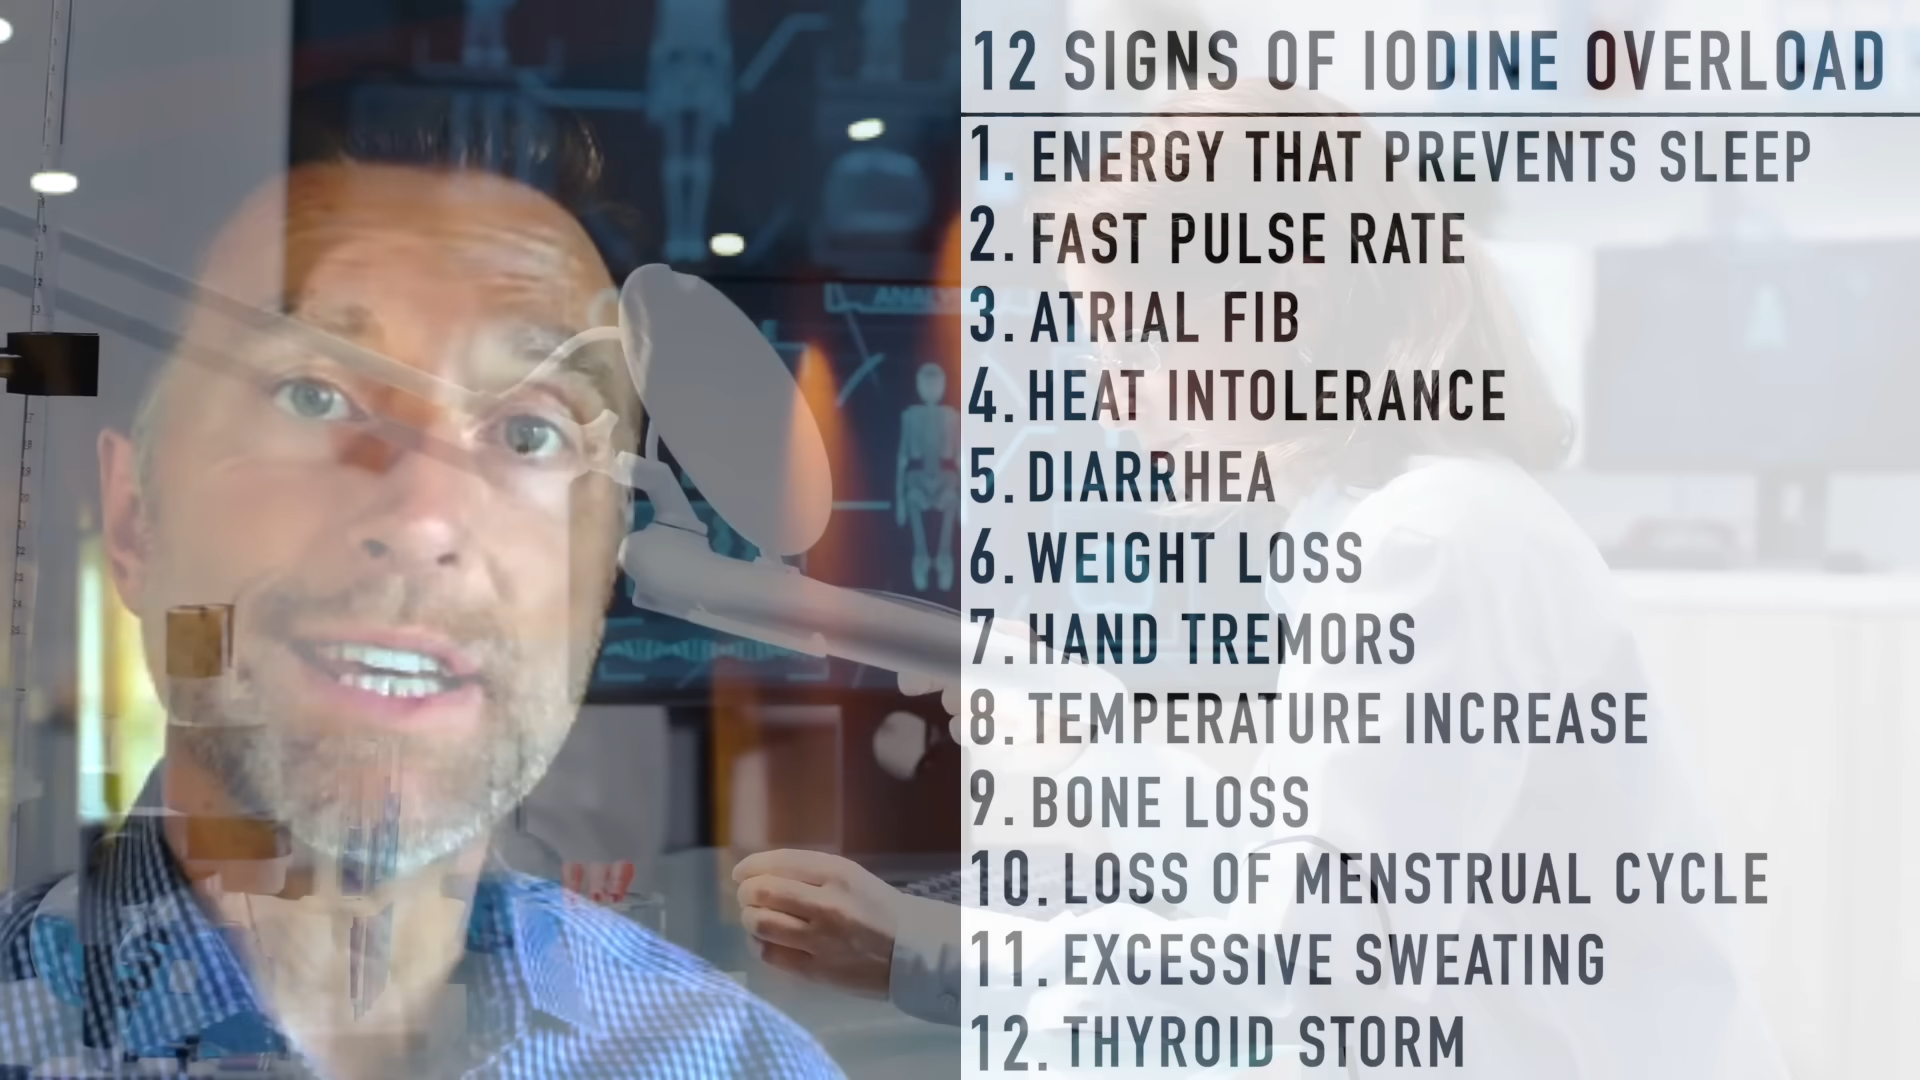 12 SIGNS OF IODINE OVERLOAD
1. ENERGY THAT PREVENTS SLEEP
2. FAST PULSE RATE
3. ATRIAL FIB
4. HEAT INTOLERANCE
5. DIARRHEA
6. WEIGHT LOSS
7. HAND TREMORS
8. TEMPERATURE INCREASE
9. BONE LOSS
10. LOSS OF MENSTRUAL CYCLE
11. EXCESSIVE SWEATING
12. THYROID STORM